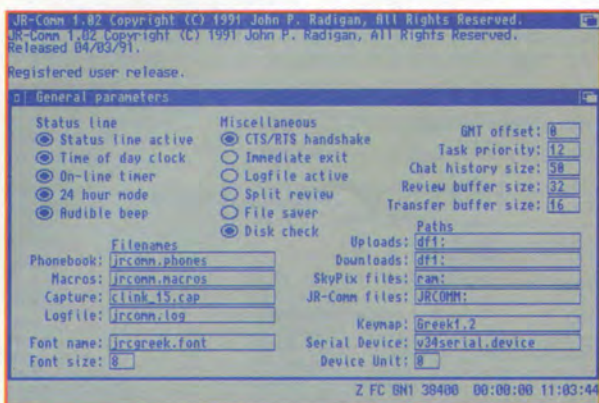 JR-Comm 1.02 Copyright (C) 1991 John P. Radigan, All Rights Reserved.
JR-Comm 1.02 Copyright (C) 1991 John P. Radigan, All Rights Reserved.
Released 04/03/91.
Registered user release.
General parameters
Status line
Status line active
Time of day clock
On-line timer
24 hour mode
Audible beep
Miscellaneous
CTS/RTS handshake
Immediate exit
Logfile active
Split review
File saver
Disk check
GMT offset: 0
Task priority: 12
Chat history size: 50
Review buffer size: 32
Transfer buffer size: 16
Filenames
Phonebook: jrcomm.phones
Macros: jrcomm.macros
Capture: clink_15.cap
Logfile: jrcomm.log
Font name: jrcgreek.font
Font size: 8
Paths
Uploads: df1:
Downloads: df1:
SkyPix files: ram:
JR-Comm files: JRCOMM:
Keymap: Greek1.2
Serial Device: v34serial.device
Device Unit: 0
Z FC 8N1 38400 00:00:00 11:03:44